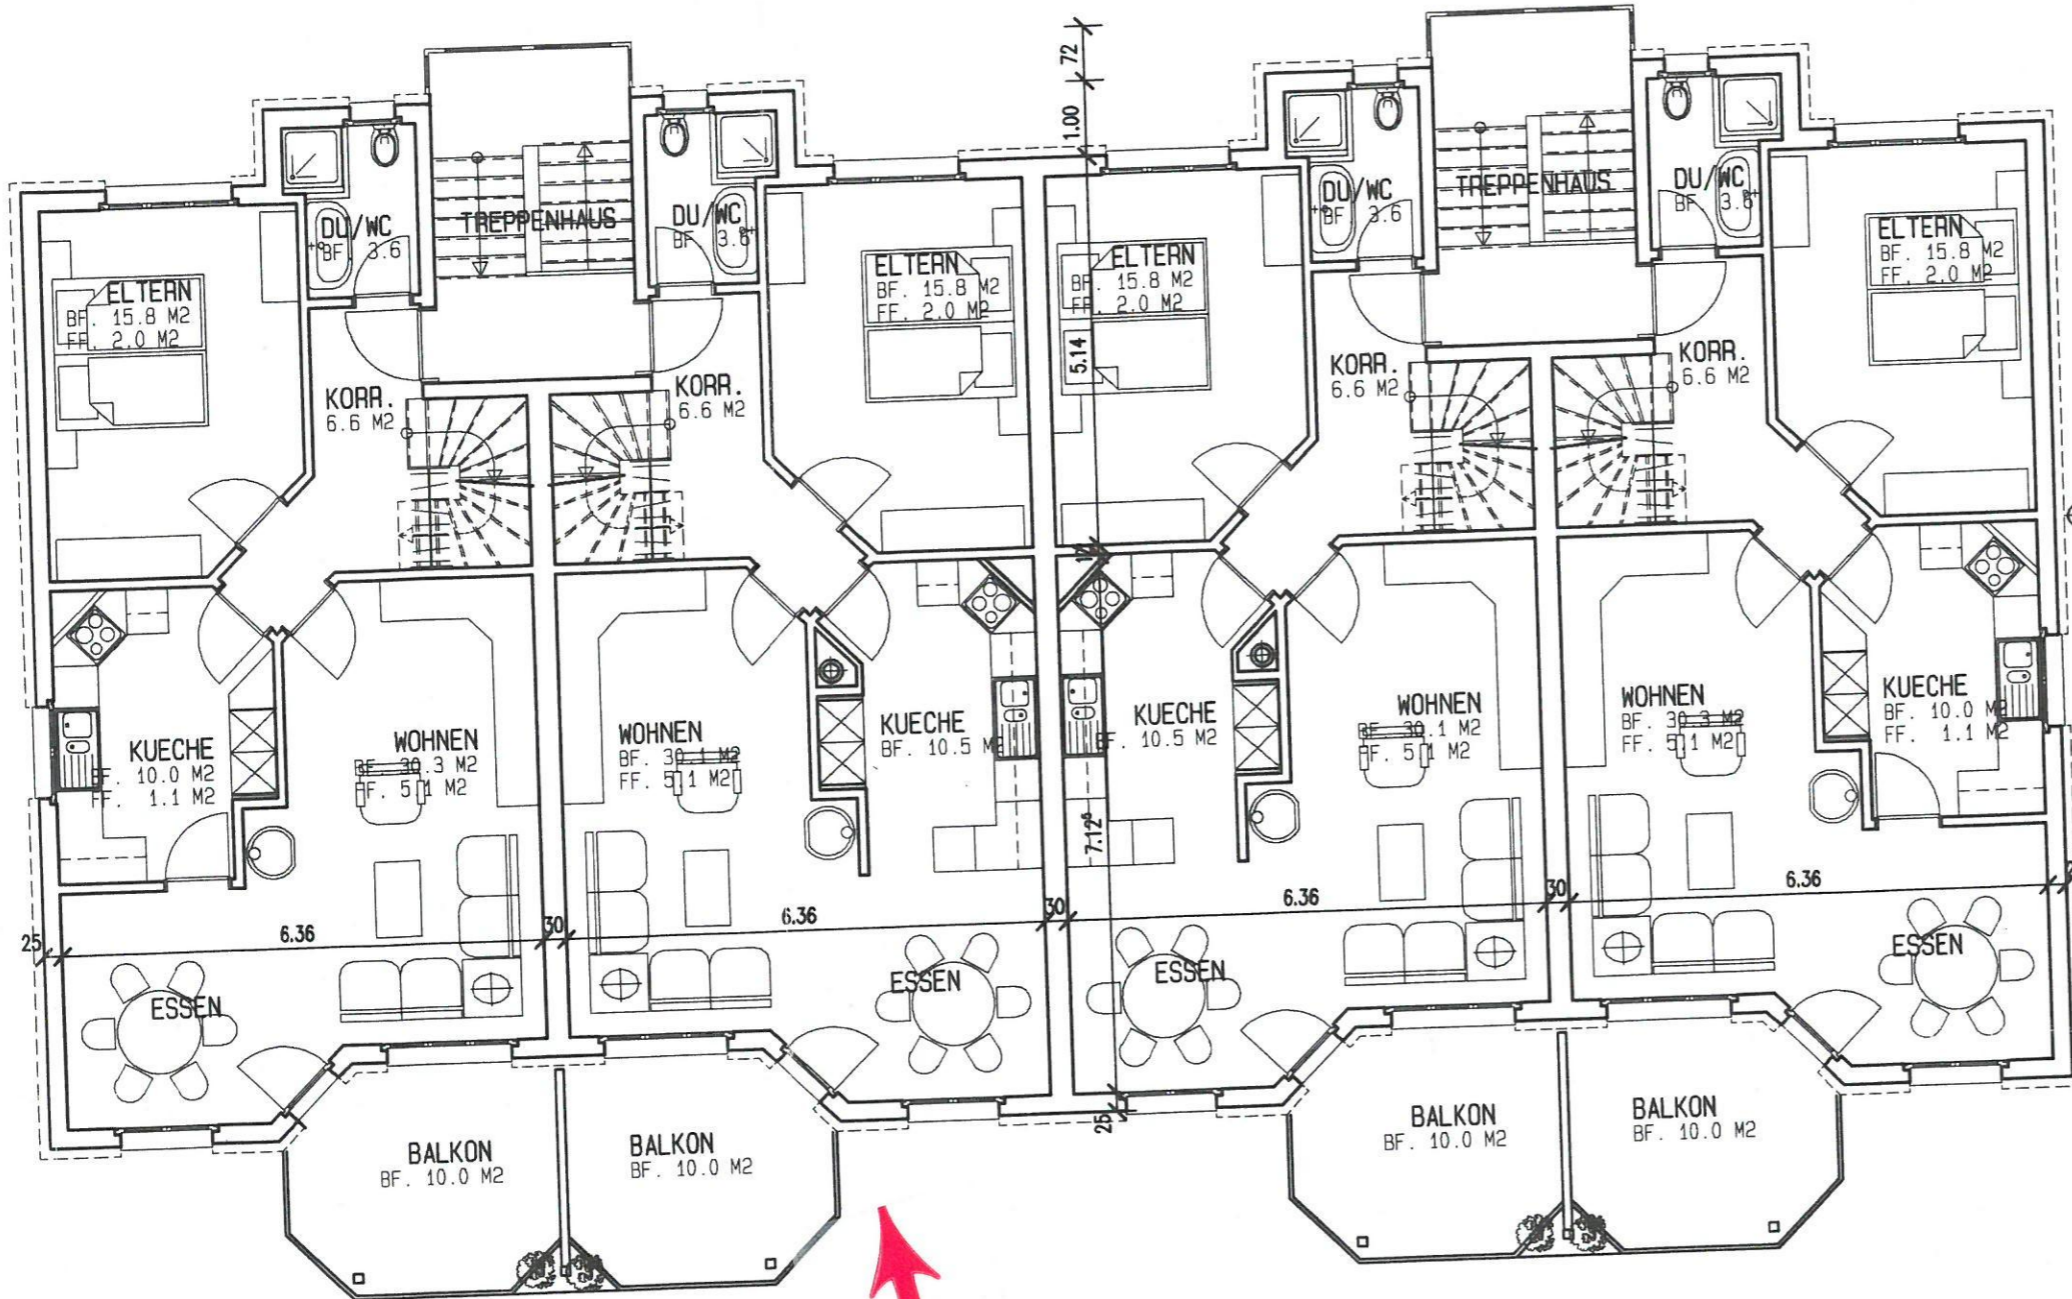 72
1.00
TREPPENHAUS
TREPPENHAUS
DU/WC
BF. 3.6
DU/WC
BF. 3.6
DU/WC
BF. 3.6
DU/WC
BF. 3.6
ELTERN
BF. 15.8 M2
FF. 2.0 M2
ELTERN
BF. 15.8 M2
FF. 2.0 M2
ELTERN
BF. 15.8 M2
FF. 2.0 M2
ELTERN
BF. 15.8 M2
FF. 2.0 M2
5.14
KORR.
6.6 M2
KORR.
6.6 M2
KORR.
6.6 M2
KORR.
6.6 M2
KUECHE
BF. 10.0 M2
FF. 1.1 M2
WOHNEN
BF. 30.3 M2
FF. 5.1 M2
WOHNEN
BF. 30.1 M2
FF. 5.1 M2
KUECHE
BF. 10.5 M2
KUECHE
BF. 10.5 M2
WOHNEN
BF. 30.1 M2
FF. 5.1 M2
WOHNEN
BF. 30.3 M2
FF. 5.1 M2
KUECHE
BF. 10.0 M2
FF. 1.1 M2
7.12⁵
25
6.36
30
6.36
30
6.36
30
6.36
ESSEN
ESSEN
ESSEN
ESSEN
25
BALKON
BF. 10.0 M2
BALKON
BF. 10.0 M2
BALKON
BF. 10.0 M2
BALKON
BF. 10.0 M2